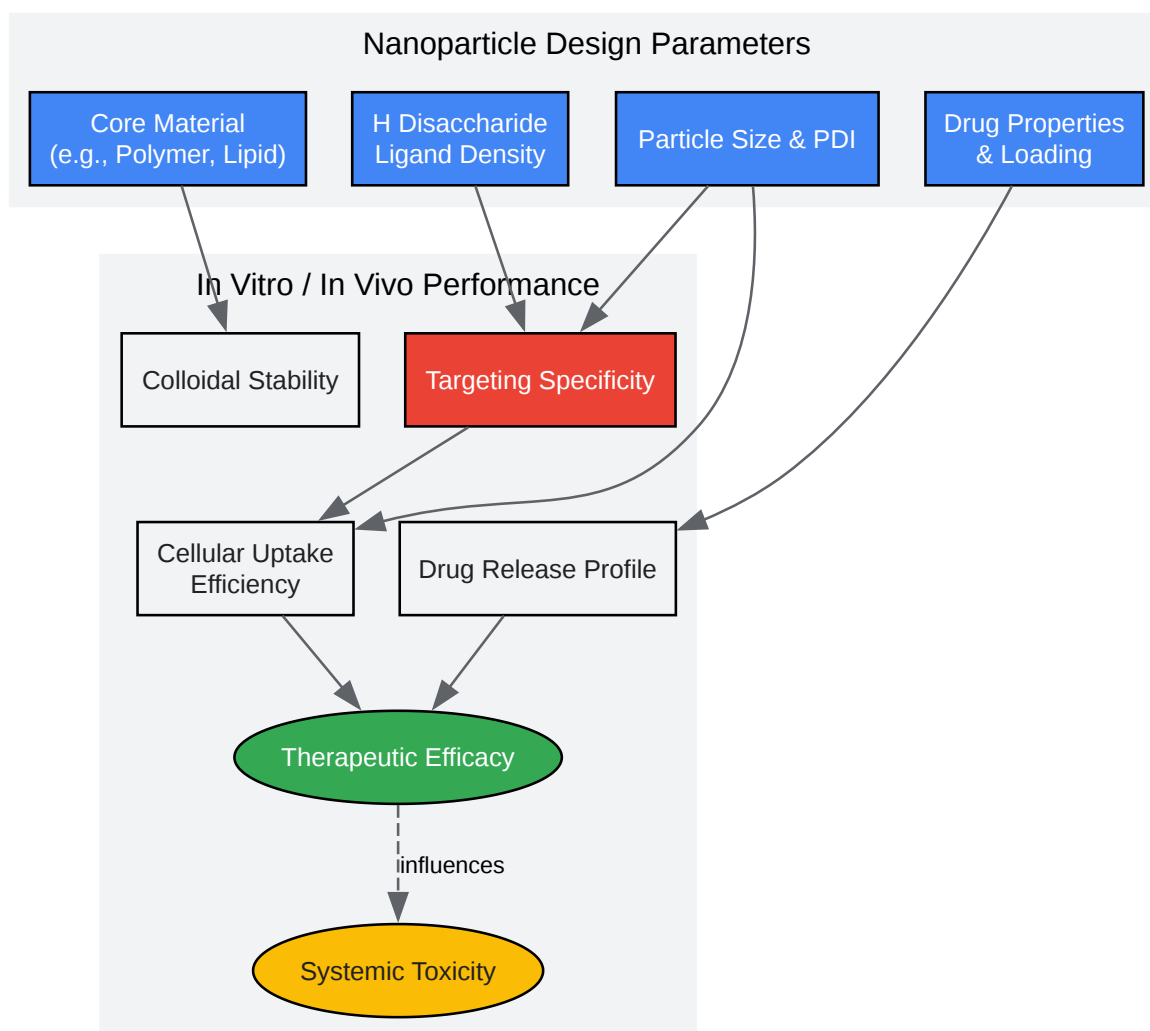 Nanoparticle Design Parameters
Core Material
(e.g., Polymer, Lipid)
H Disaccharide
Ligand Density
Particle Size & PDI
Drug Properties
& Loading
In Vitro / In Vivo Performance
Colloidal Stability
Targeting Specificity
Cellular Uptake
Efficiency
Drug Release Profile
Therapeutic Efficacy
influences
Systemic Toxicity